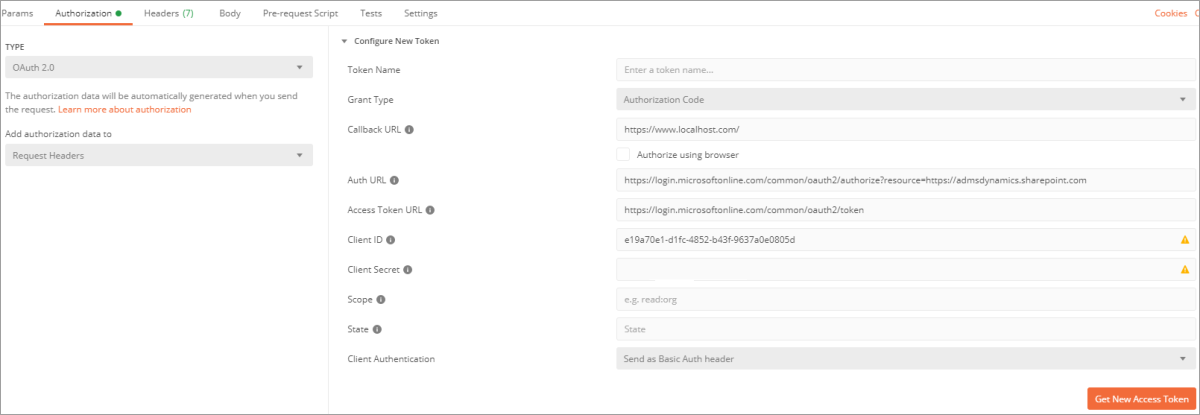 Params Authorization Headers (7) Body Pre-request Script Tests Settings Cookies
TYPE
OAuth 2.0
The authorization data will be automatically generated when you send
the request. Learn more about authorization
Add authorization data to
Request Headers
Configure New Token
Token Name Enter a token name...
Grant Type Authorization Code
Callback URL https://www.localhost.com/
Authorize using browser
Auth URL https://login.microsoftonline.com/common/oauth2/authorize?resource=https://admsdynamics.sharepoint.com
Access Token URL https://login.microsoftonline.com/common/oauth2/token
Client ID e19a70e1-d1fc-4852-b43f-9637a0e0805d
Client Secret
Scope e.g. read:org
State State
Client Authentication Send as Basic Auth header
Get New Access Token